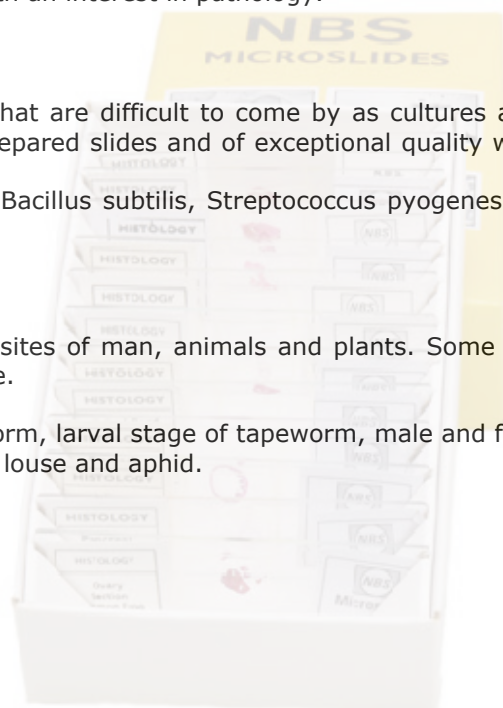 an interest in pathology.
NBS
MICROSLIDES
hat are difficult to come by as cultures
epared slides and of exceptional quality
HISTOLOGY
Bacillus subtilis, Streptococcus pyogenes
HISTOLOGY
NBS
HISTOLOGY
NBS
HISTOLOGY
NBS
HISTOLOGY
sites of man, animals and plants. Some
e.
HISTOLOGY
HISTOLOGY
orm, larval stage of tapeworm, male and f
NBS
louse and aphid.
HISTOLOGY
NBS
HISTOLOGY
HISTOLOGY
NBS
Ovary
Section